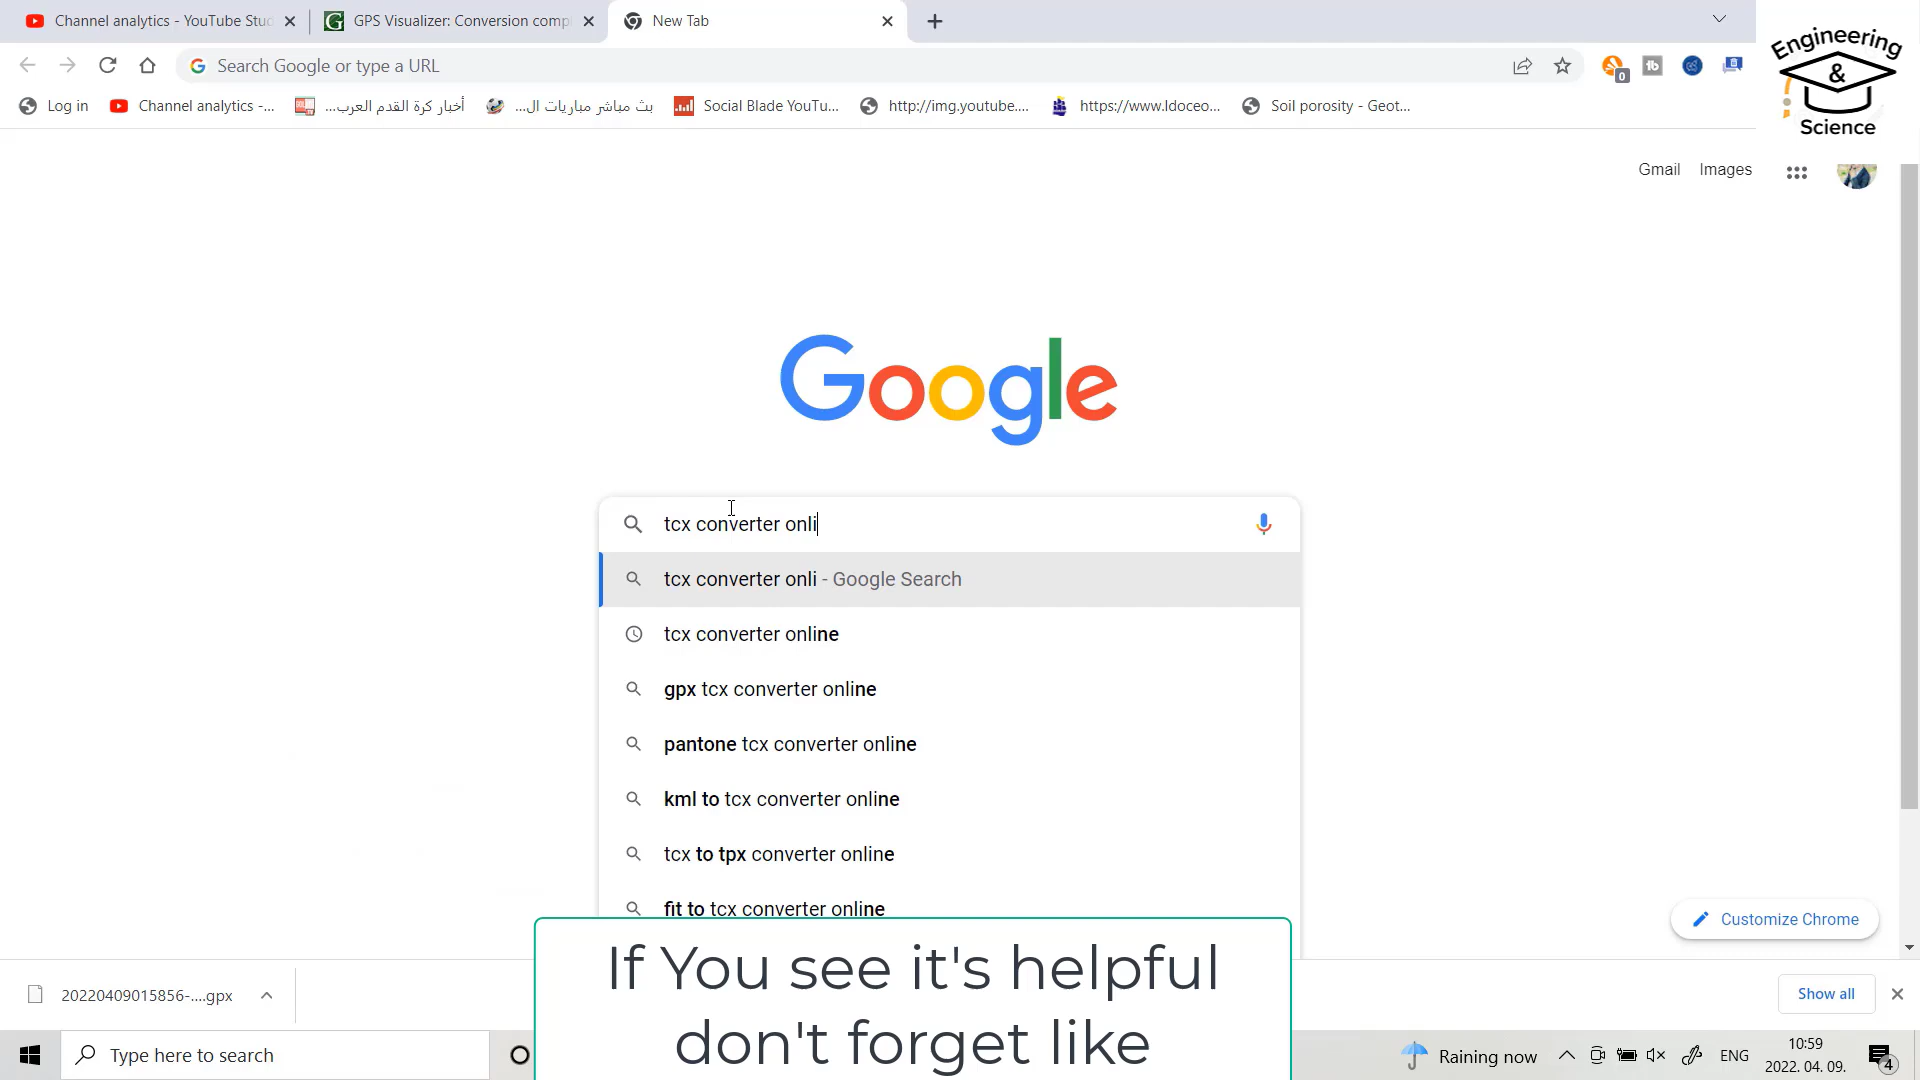 Channel analytics - YouTube Stud
GPS Visualizer: Conversion comp
New Tab
Engineering
&
Science
Search Google or type a URL
0
Log in
Channel analytics -...
أخبار كرة القدم العرب...
بث مباشر مباريات ال...
Social Blade YouTu...
http://img.youtube....
https://www.ldoceo...
Soil porosity - Geot...
Gmail
Images
Google
tcx converter onli
tcx converter onli - Google Search
tcx converter online
gpx tcx converter online
pantone tcx converter online
kml to tcx converter online
tcx to tpx converter online
fit to tcx converter online
Customize Chrome
If You see it's helpful
don't forget like
20220409015856-....gpx
Show all
Type here to search
Raining now
ENG
10:59
2022. 04. 09.
4